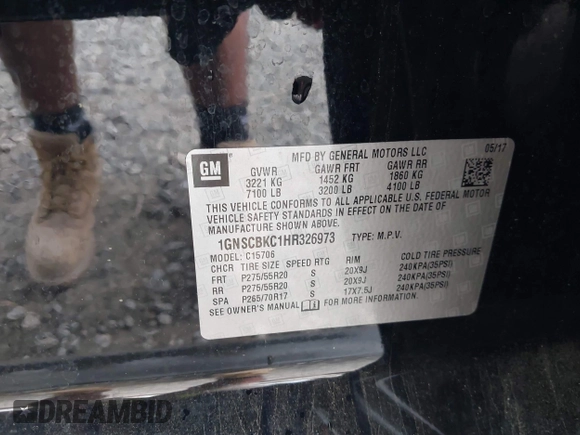 GM
MFD BY GENERAL MOTORS LLC
05/17
GVWR GAWR FRT GAWR RR
3221 KG 1452 KG 1860 KG
7100 LB 3200 LB 4100 LB
THIS VEHICLE CONFORMS TO ALL APPLICABLE U.S. FEDERAL MOTOR
VEHICLE SAFETY STANDARDS IN EFFECT ON THE DATE OF
MANUFACTURE SHOWN ABOVE.
1GNSCBKC1HR326973 TYPE: M.P.V.
MODEL: C15706
CHCR TIRE SIZE SPEED RTG RIM COLD TIRE PRESSURE
FRT P275/55R20 S 20X9J 240KPA(35PSI)
RR P275/55R20 S 20X9J 240KPA(35PSI)
SPA P265/70R17 S 17X7.5J 240KPA(35PSI)
SEE OWNER'S MANUAL FOR MORE INFORMATION.
DREAMBID